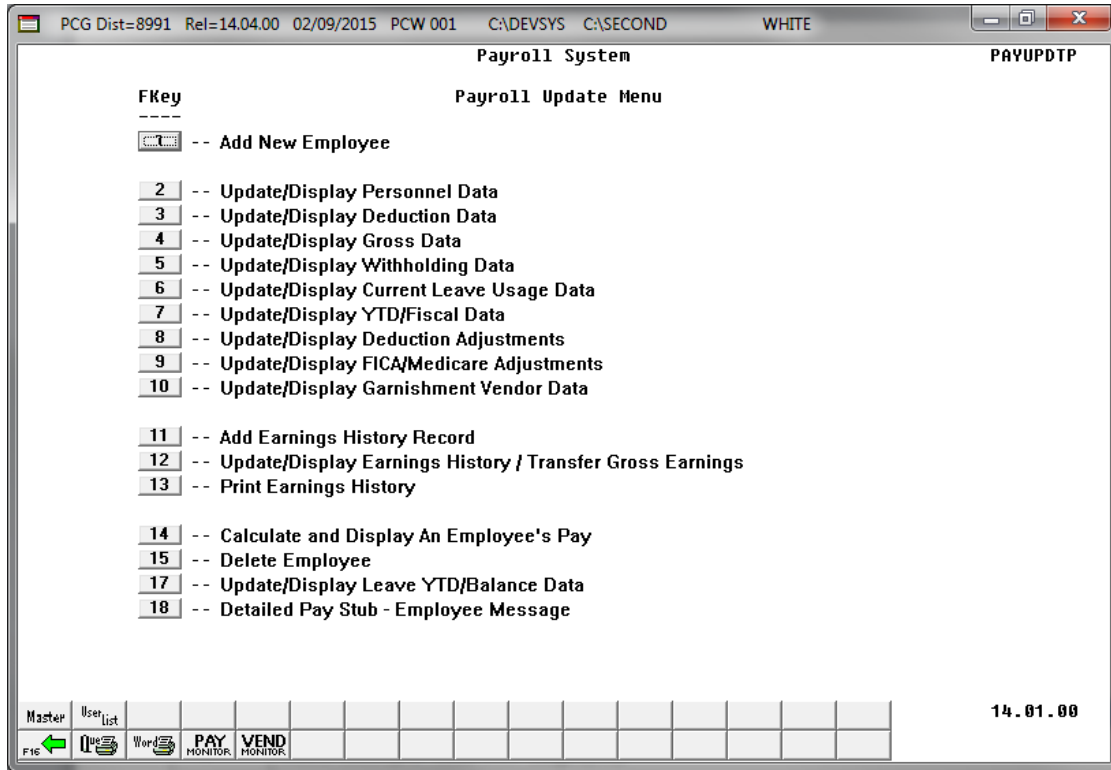 PCG Dist=8991 Rel=14.04.00 02/09/2015 PCW 001 C:\DEVSYS C:\SECOND WHITE
Payroll System PAYUPDTP
FKey Payroll Update Menu
----
1 -- Add New Employee
2 -- Update/Display Personnel Data
3 -- Update/Display Deduction Data
4 -- Update/Display Gross Data
5 -- Update/Display Withholding Data
6 -- Update/Display Current Leave Usage Data
7 -- Update/Display YTD/Fiscal Data
8 -- Update/Display Deduction Adjustments
9 -- Update/Display FICA/Medicare Adjustments
10 -- Update/Display Garnishment Vendor Data
11 -- Add Earnings History Record
12 -- Update/Display Earnings History / Transfer Gross Earnings
13 -- Print Earnings History
14 -- Calculate and Display An Employee's Pay
15 -- Delete Employee
17 -- Update/Display Leave YTD/Balance Data
18 -- Detailed Pay Stub - Employee Message
Master User List 14.01.00
F16 Que Word PAY MONITOR VEND MONITOR